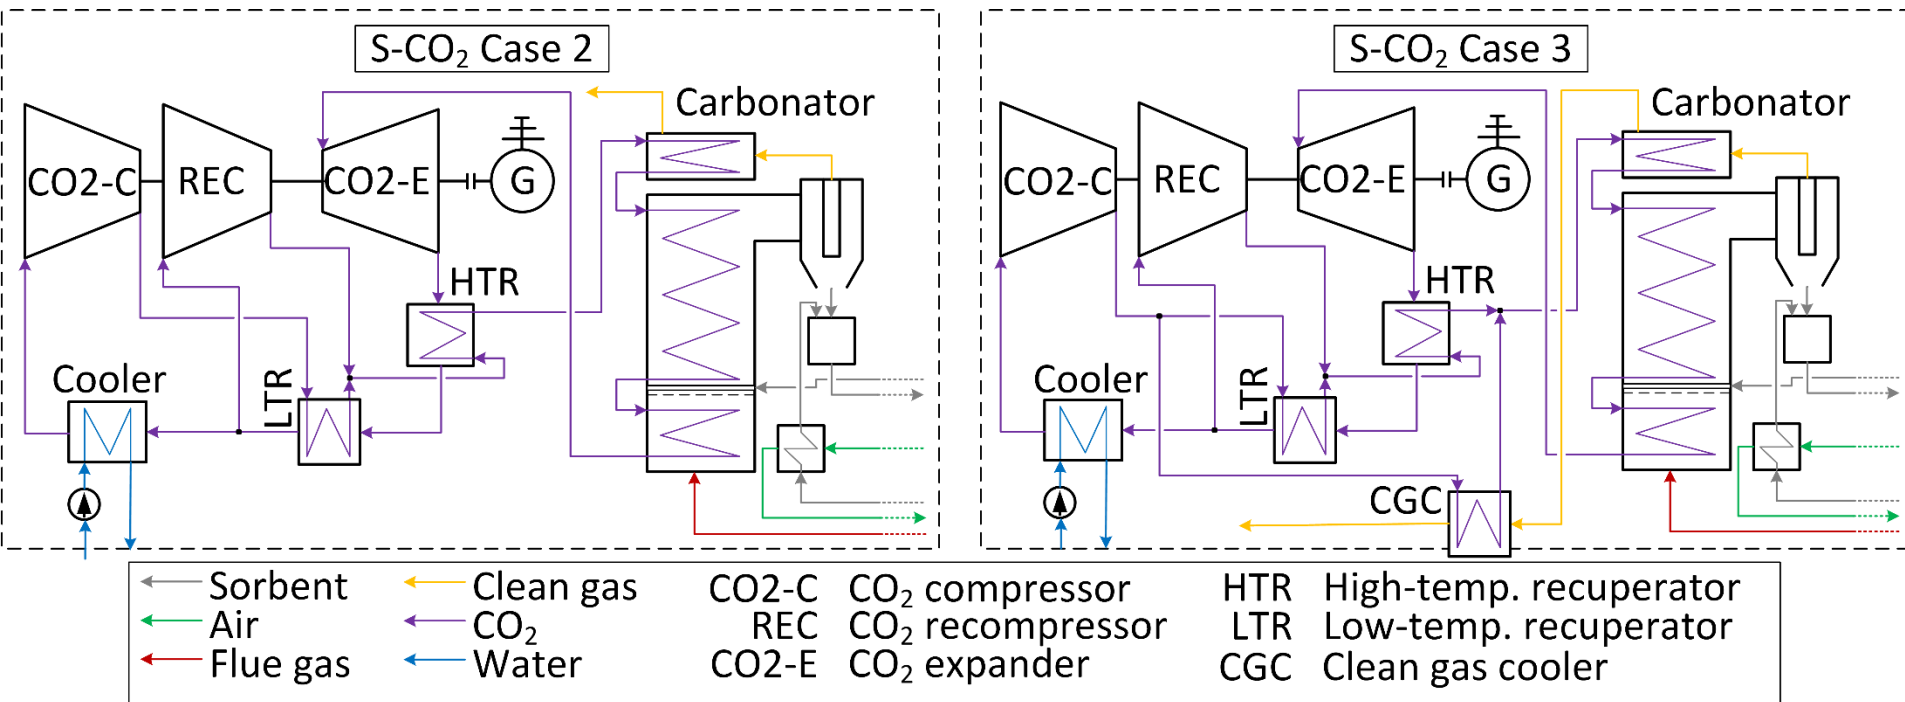 S-CO₂ Case 2
Carbonator
CO2-C
REC
CO2-E
G
HTR
Cooler
LTR
S-CO₂ Case 3
Carbonator
CO2-C
REC
CO2-E
G
HTR
Cooler
LTR
CGC
Sorbent
Air
Flue gas
Clean gas
CO₂
Water
CO2-C CO₂ compressor
REC CO₂ recompressor
CO2-E CO₂ expander
HTR High-temp. recuperator
LTR Low-temp. recuperator
CGC Clean gas cooler